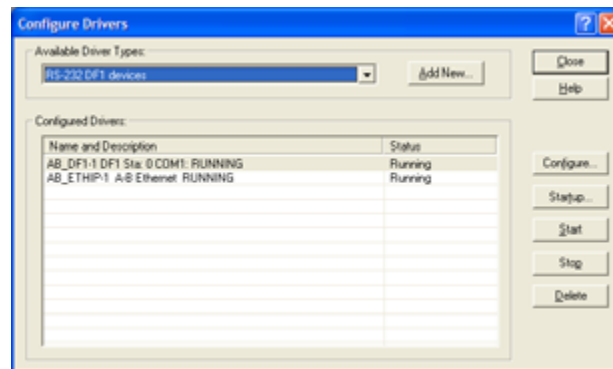 Configure Drivers
Available Driver Types:
RS-232 DF1 devices
Add New...
Close
Help
Configured Drivers:
Name and Description Status
AB_DF1-1 DF1 Sta: 0 COM1: RUNNING Running
AB_ETHIP-1 A-B Ethernet RUNNING Running
Configure...
Startup...
Start
Stop
Delete